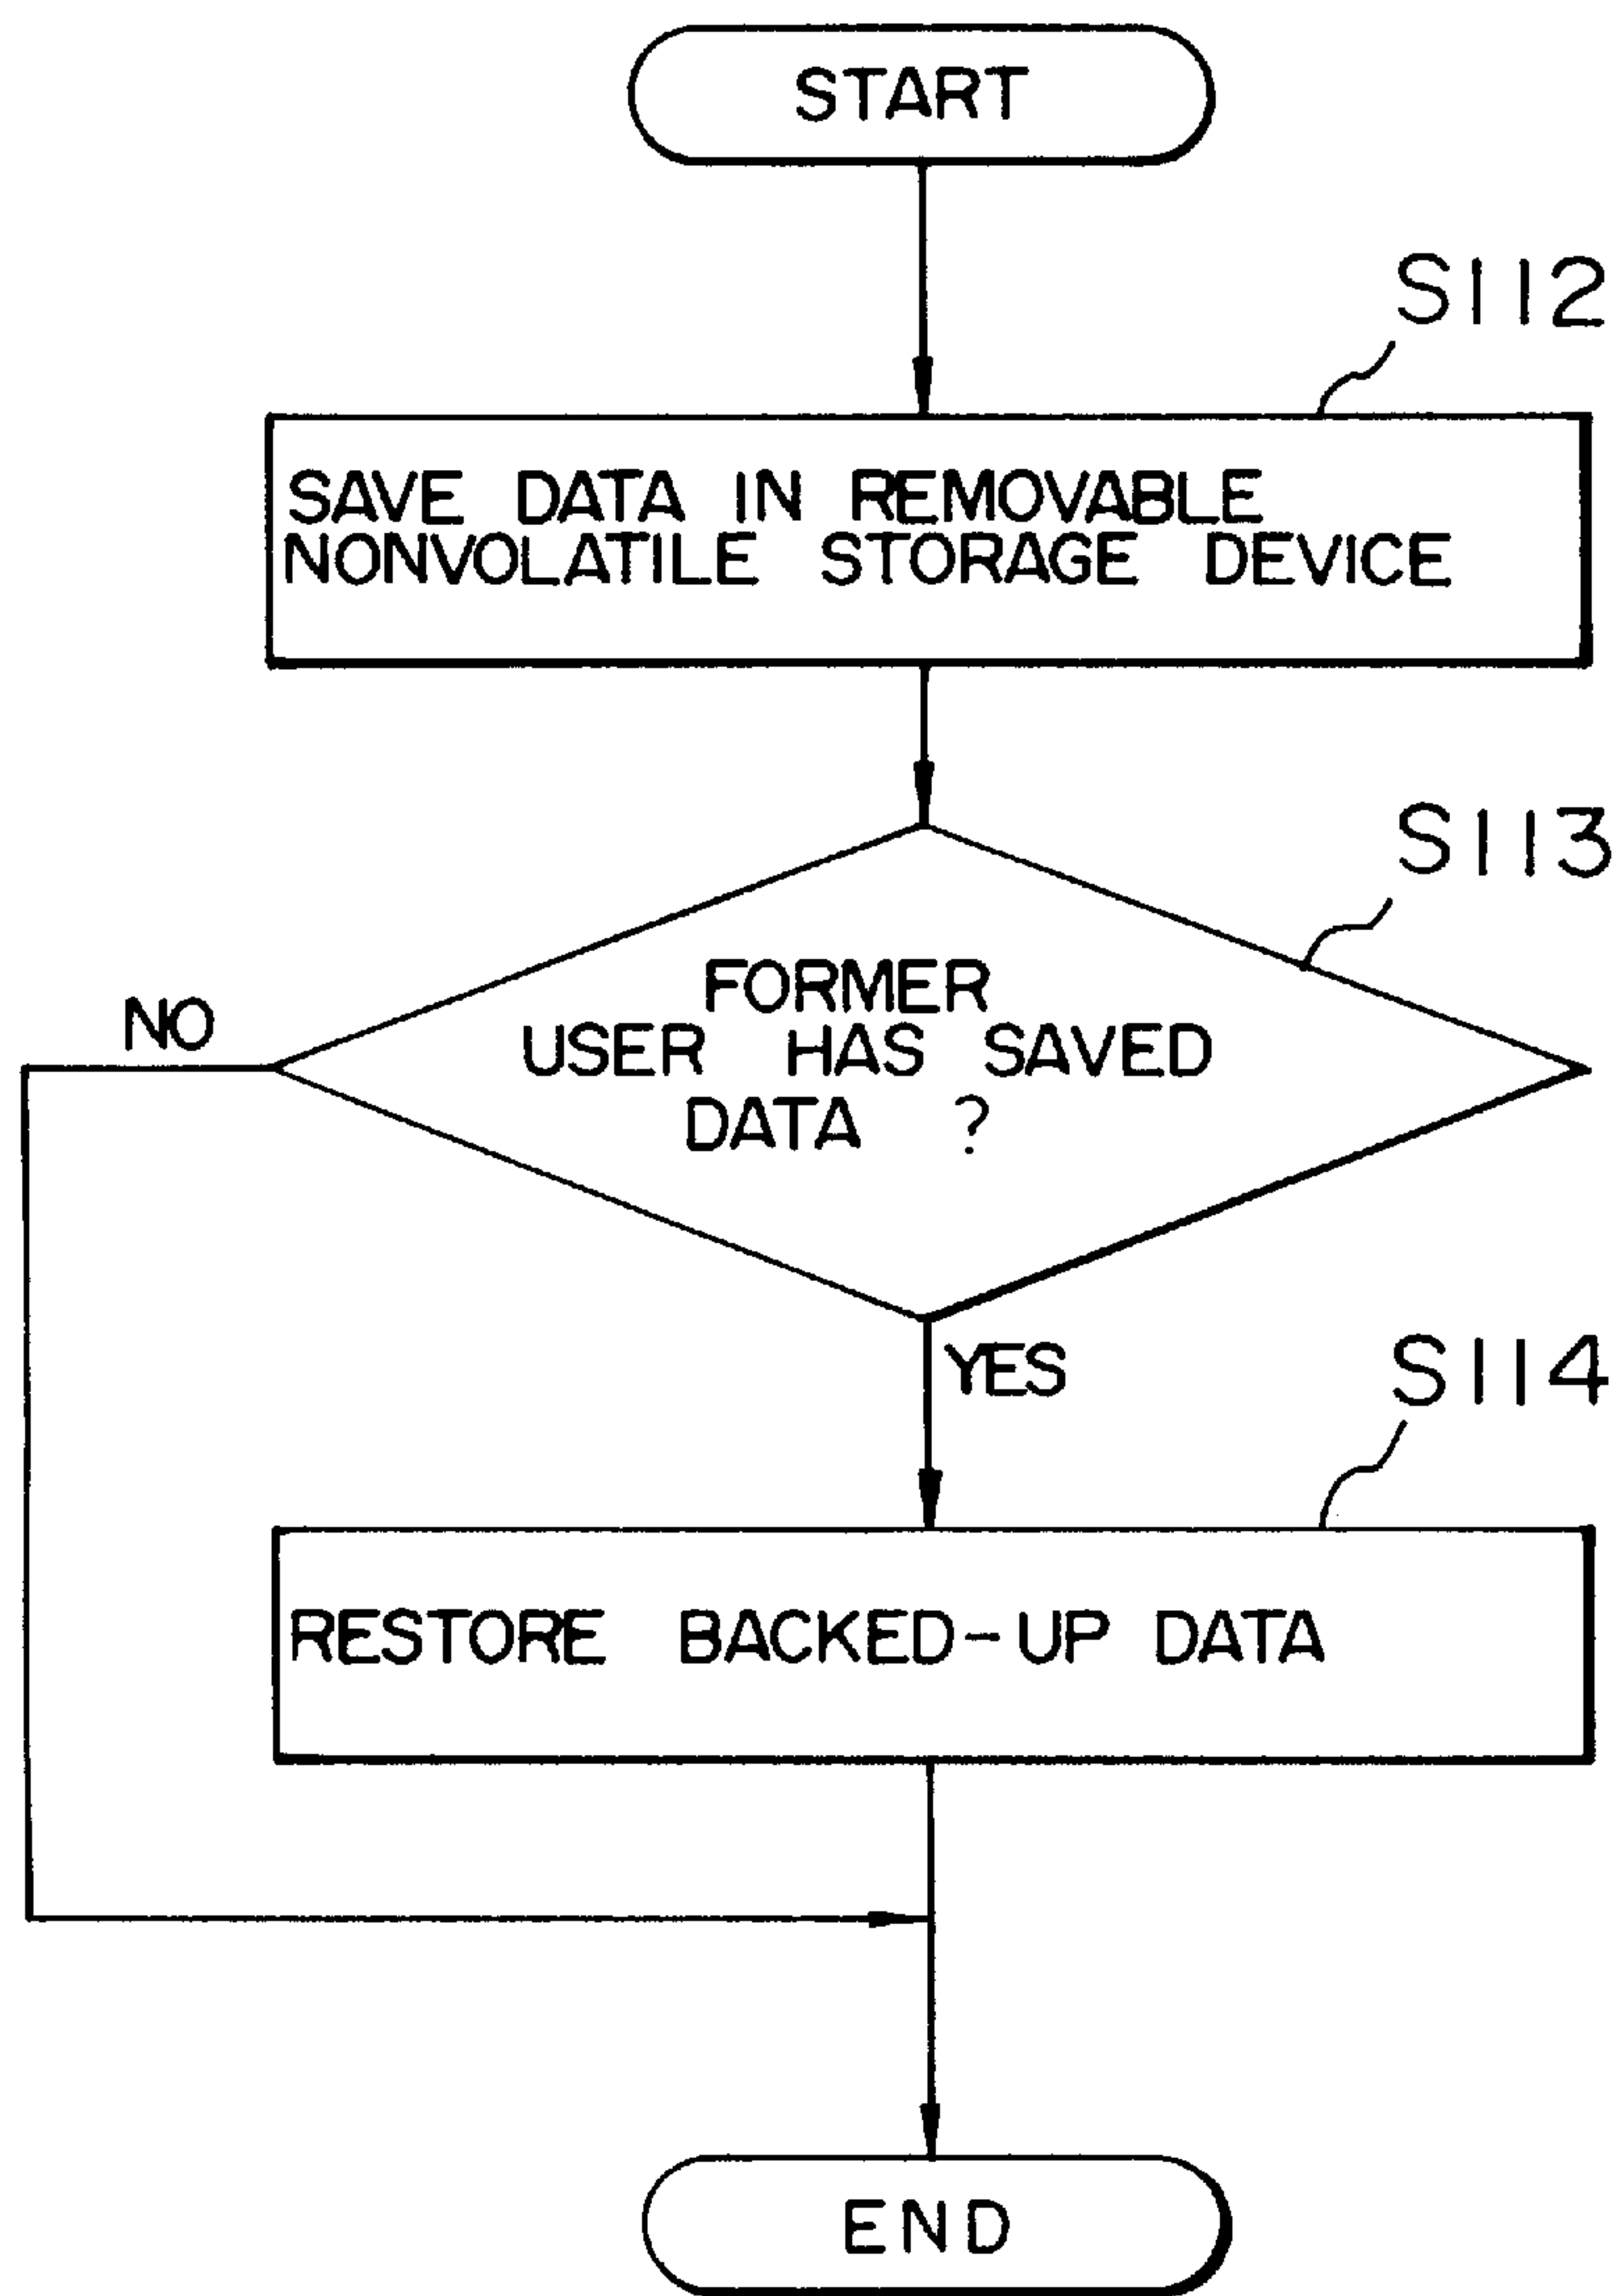 START
S112
SAVE DATA IN REMOVABLE
NONVOLATILE STORAGE DEVICE
S113
FORMER
USER HAS SAVED
DATA ?
NO
YES
S114
RESTORE BACKED-UP DATA
END